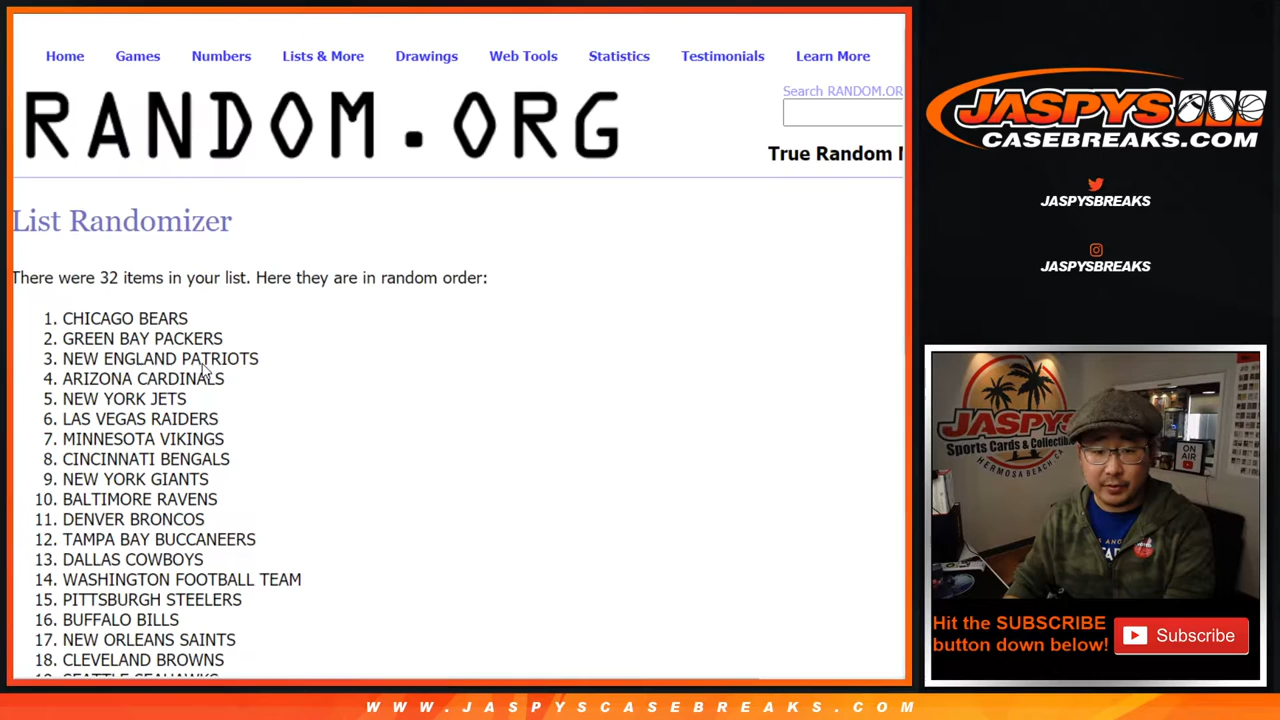 Home Games Numbers Lists & More Drawings Web Tools Statistics Testimonials Learn More
RANDOM.ORG
Search RANDOM.OR
True Random
List Randomizer
There were 32 items in your list. Here they are in random order:
1. CHICAGO BEARS
2. GREEN BAY PACKERS
3. NEW ENGLAND PATRIOTS
4. ARIZONA CARDINALS
5. NEW YORK JETS
6. LAS VEGAS RAIDERS
7. MINNESOTA VIKINGS
8. CINCINNATI BENGALS
9. NEW YORK GIANTS
10. BALTIMORE RAVENS
11. DENVER BRONCOS
12. TAMPA BAY BUCCANEERS
13. DALLAS COWBOYS
14. WASHINGTON FOOTBALL TEAM
15. PITTSBURGH STEELERS
16. BUFFALO BILLS
17. NEW ORLEANS SAINTS
18. CLEVELAND BROWNS
JASPYS
CASEBREAKS.COM
JASPYSBREAKS
JASPYSBREAKS
JASPYS
Sports Cards & Collectib
HERMOSA BEACH, CA
ON
AIR
Hit the SUBSCRIBE
button down below!
Subscribe
WWW.JASPYSCASEBREAKS.COM